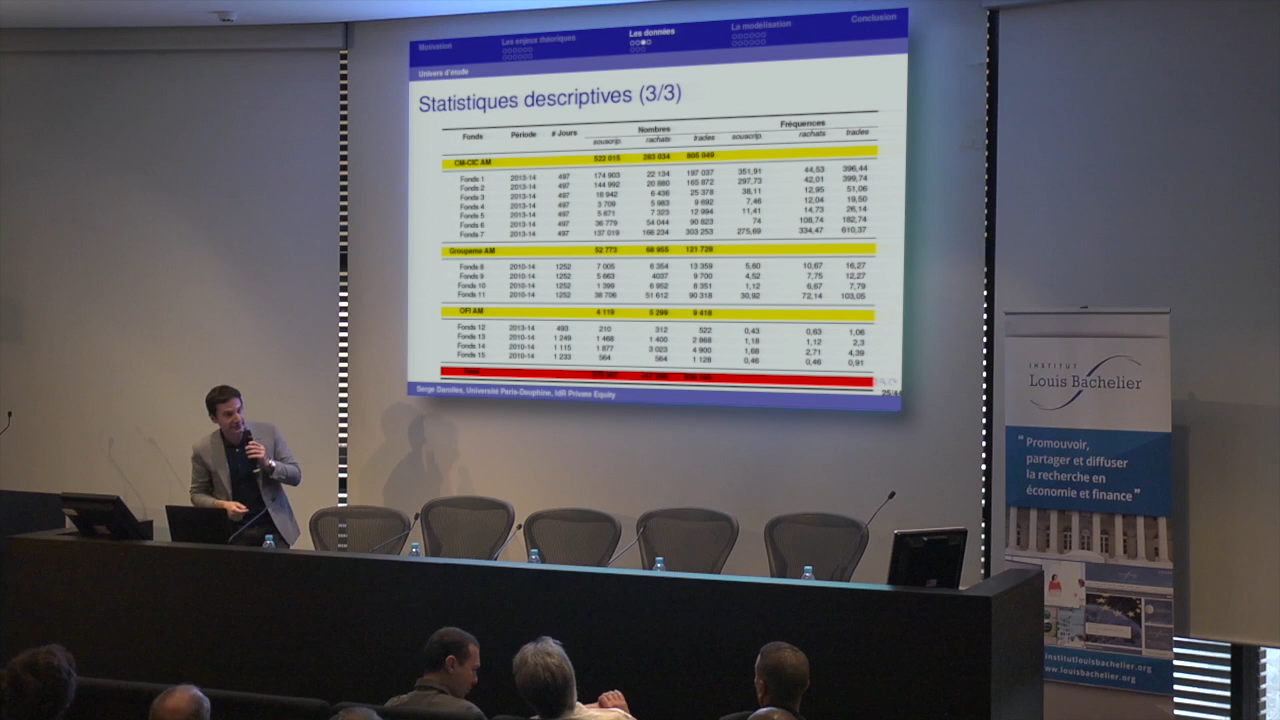 Motivation Les enjeux théoriques Les données La modélisation Conclusion
Univers d'étude
Statistiques descriptives (3/3)
Nombres Fréquences
Fonds Période # Jours souscrip. rachats trades souscrip. rachats trades
CM-CIC AM 522 015 283 034 805 049
Fonds 1 2013-14 497 174 903 22 134 197 037 351,91 44,53 396,44
Fonds 2 2013-14 497 144 992 20 880 165 872 297,73 42,01 399,74
Fonds 3 2013-14 497 18 942 6 436 25 378 38,11 12,95 51,06
Fonds 4 2013-14 497 3 709 5 983 9 692 7,46 12,04 19,50
Fonds 5 2013-14 497 5 671 7 323 12 994 11,41 14,73 26,14
Fonds 6 2013-14 497 36 779 54 044 90 823 74 108,74 182,74
Fonds 7 2013-14 497 137 019 166 234 303 253 275,69 334,47 610,37
Groupama AM 52 773 68 955 121 728
Fonds 8 2010-14 1252 7 005 6 354 13 359 5,60 10,67 16,27
Fonds 9 2010-14 1252 5 663 4037 9 700 4,52 7,75 12,27
Fonds 10 2010-14 1252 1 399 6 952 8 351 1,12 6,67 7,79
Fonds 11 2010-14 1252 38 706 51 612 90 318 30,92 72,14 103,05
OFI AM 4 119 5 299 9 418
Fonds 12 2013-14 493 210 312 522 0,43 0,63 1,06
Fonds 13 2010-14 1 249 1 468 1 400 2 868 1,18 1,12 2,3
Fonds 14 2010-14 1 115 1 877 3 023 4 900 1,68 2,71 4,39
Fonds 15 2010-14 1 233 564 564 1 128 0,46 0,46 0,91
Total
Serge Darolles, Université Paris-Dauphine, IdR Private Equity
INSTITUT
Louis Bachelier
“ Promouvoir,
partager et diffuser
la recherche en
économie et finance ”
institutlouisbachelier.org
www.louisbachelier.org